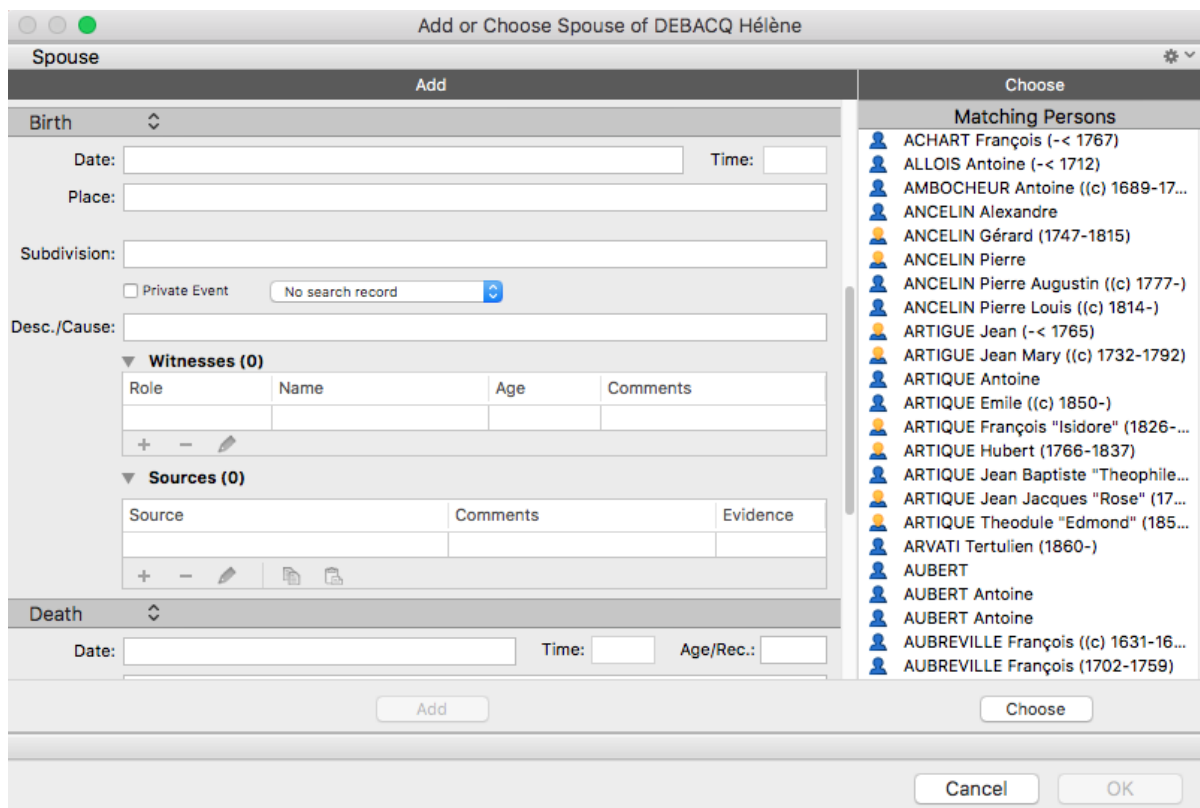 Add or Choose Spouse of DEBACQ Hélène
Spouse
Add
Birth
Date:
Time:
Place:
Subdivision:
Private Event
No search record
Desc./Cause:
Witnesses (0)
Role Name Age Comments
Sources (0)
Source Comments Evidence
Death
Date:
Time:
Age/Rec.:
Add
Choose
Matching Persons
ACHART François (-< 1767)
ALLOIS Antoine (-< 1712)
AMBOCHEUR Antoine ((c) 1689-17...
ANCELIN Alexandre
ANCELIN Gérard (1747-1815)
ANCELIN Pierre
ANCELIN Pierre Augustin ((c) 1777-)
ANCELIN Pierre Louis ((c) 1814-)
ARTIGUE Jean (-< 1765)
ARTIGUE Jean Mary ((c) 1732-1792)
ARTIQUE Antoine
ARTIQUE Emile ((c) 1850-)
ARTIQUE François "Isidore" (1826-...
ARTIQUE Hubert (1766-1837)
ARTIQUE Jean Baptiste "Theophile...
ARTIQUE Jean Jacques "Rose" (17...
ARTIQUE Theodule "Edmond" (185...
ARVATI Tertulien (1860-)
AUBERT
AUBERT Antoine
AUBERT Antoine
AUBREVILLE François ((c) 1631-16...
AUBREVILLE François (1702-1759)
Choose
Cancel
OK